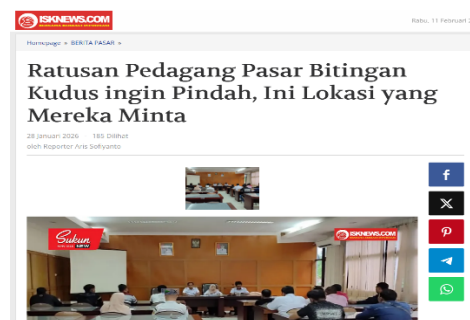 ISKNEWS.COM
Rabu, 11 Februari
Homepage » BERITA PASAR »
Ratusan Pedagang Pasar Bitingan
Kudus ingin Pindah, Ini Lokasi yang
Mereka Minta
28 Januari 2026 185 Dilihat
oleh Reporter Aris Sofiyanto
Sukun
ISKNEWS.COM